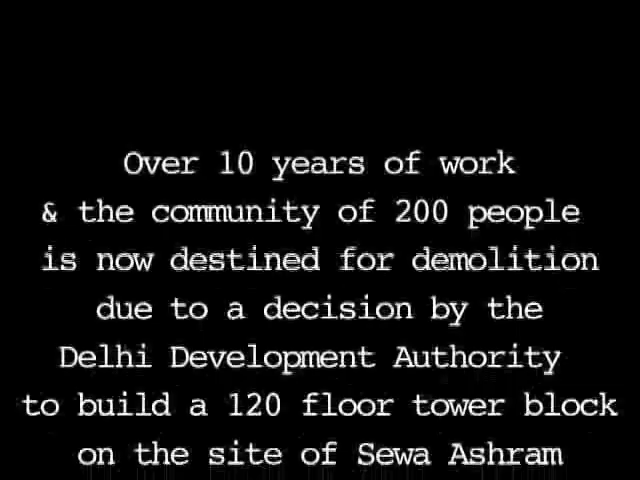 Over 10 years of work
& the community of 200 people
is now destined for demolition
due to a decision by the
Delhi Development Authority
to build a 120 floor tower block
on the site of Sewa Ashram